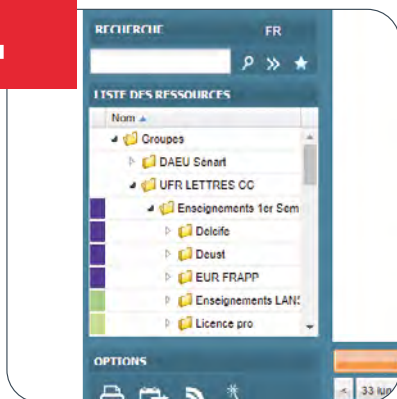 RECHERCHE FR
LISTE DES RESSOURCES
Nom
Groupes
DAEU Sénart
UFR LETTRES CC
Enseignements 1er Sem
Delcife
Deust
EUR FRAPP
Enseignements LANS
Licence pro
OPTIONS
< 33 lun